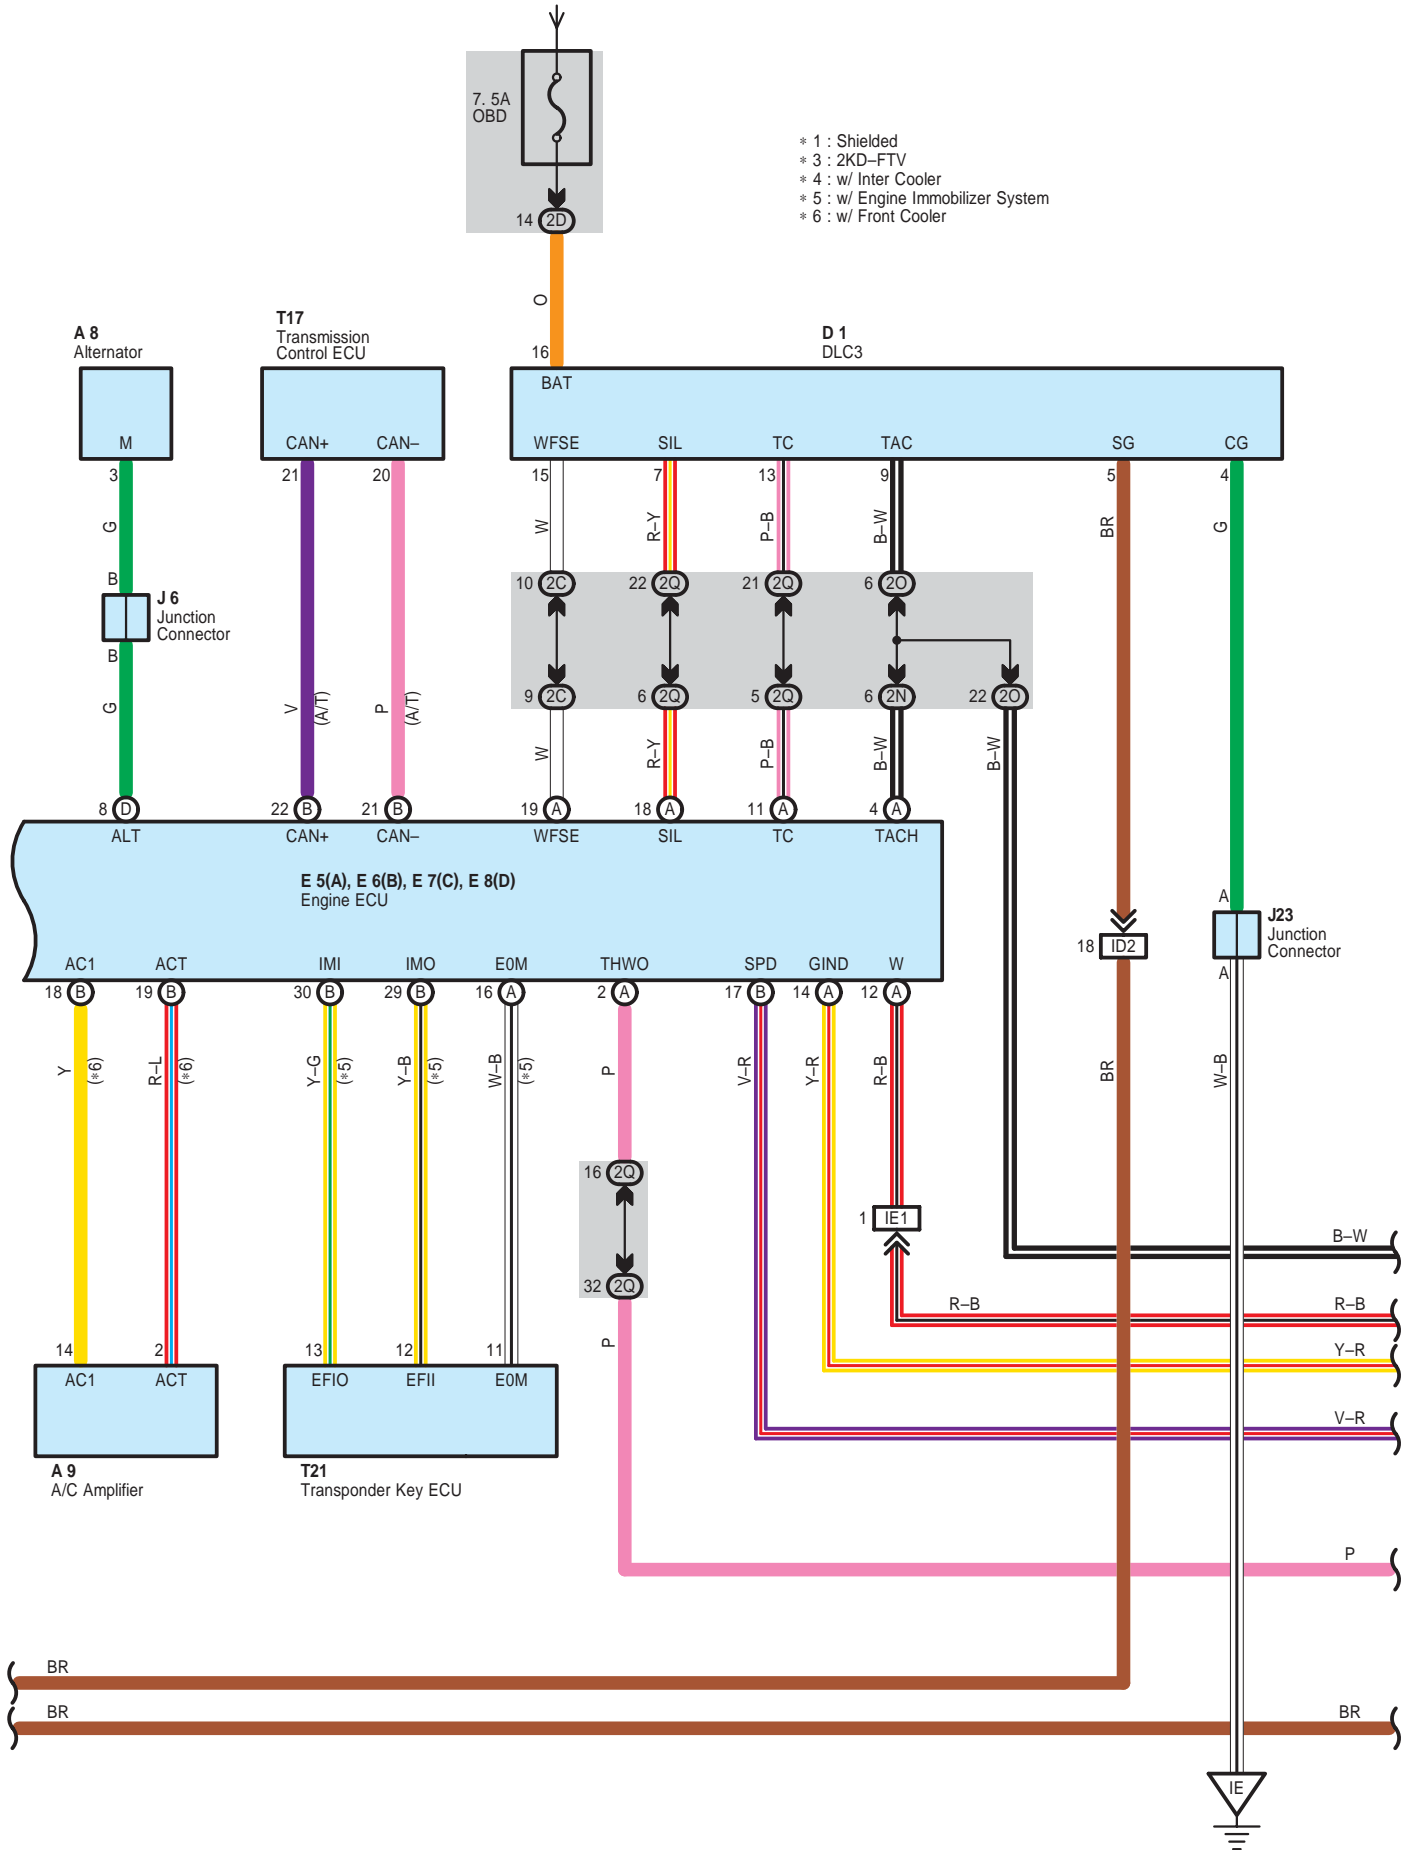 7. 5A
OBD
14 2D
∗ 1 : Shielded
∗ 3 : 2KD–FTV
∗ 4 : w/ Inter Cooler
∗ 5 : w/ Engine Immobilizer System
∗ 6 : w/ Front Cooler
O
A 8
Alternator
T17
Transmission
Control ECU
D 1
DLC3
16
BAT
M
CAN+
CAN–
WFSE
SIL
TC
TAC
SG
CG
3
21
20
15
7
13
9
5
4
G
W
R–Y
P–B
B–W
BR
G
B
J 6
Junction
Connector
B
10 2C
22 2Q
21 2Q
6 2O
9 2C
6 2Q
5 2Q
6 2N
22 2O
G
V
(A/T)
P
(A/T)
W
R–Y
P–B
B–W
B–W
8 D
22 B
21 B
19 A
18 A
11 A
4 A
ALT
CAN+
CAN–
WFSE
SIL
TC
TACH
E 5(A), E 6(B), E 7(C), E 8(D)
Engine ECU
A
J23
Junction
Connector
A
18 ID2
AC1
ACT
IMI
IMO
E0M
THWO
SPD
GIND
W
18 B
19 B
30 B
29 B
16 A
2 A
17 B
14 A
12 A
Y
(∗6)
R–L
(∗6)
Y–G
(∗5)
Y–B
(∗5)
W–B
(∗5)
P
V–R
Y–R
R–B
BR
W–B
16 2Q
32 2Q
1 IE1
B–W
R–B
R–B
Y–R
V–R
P
14
2
13
12
11
AC1
ACT
EFIO
EFII
E0M
A 9
A/C Amplifier
T21
Transponder Key ECU
P
BR
BR
BR
IE